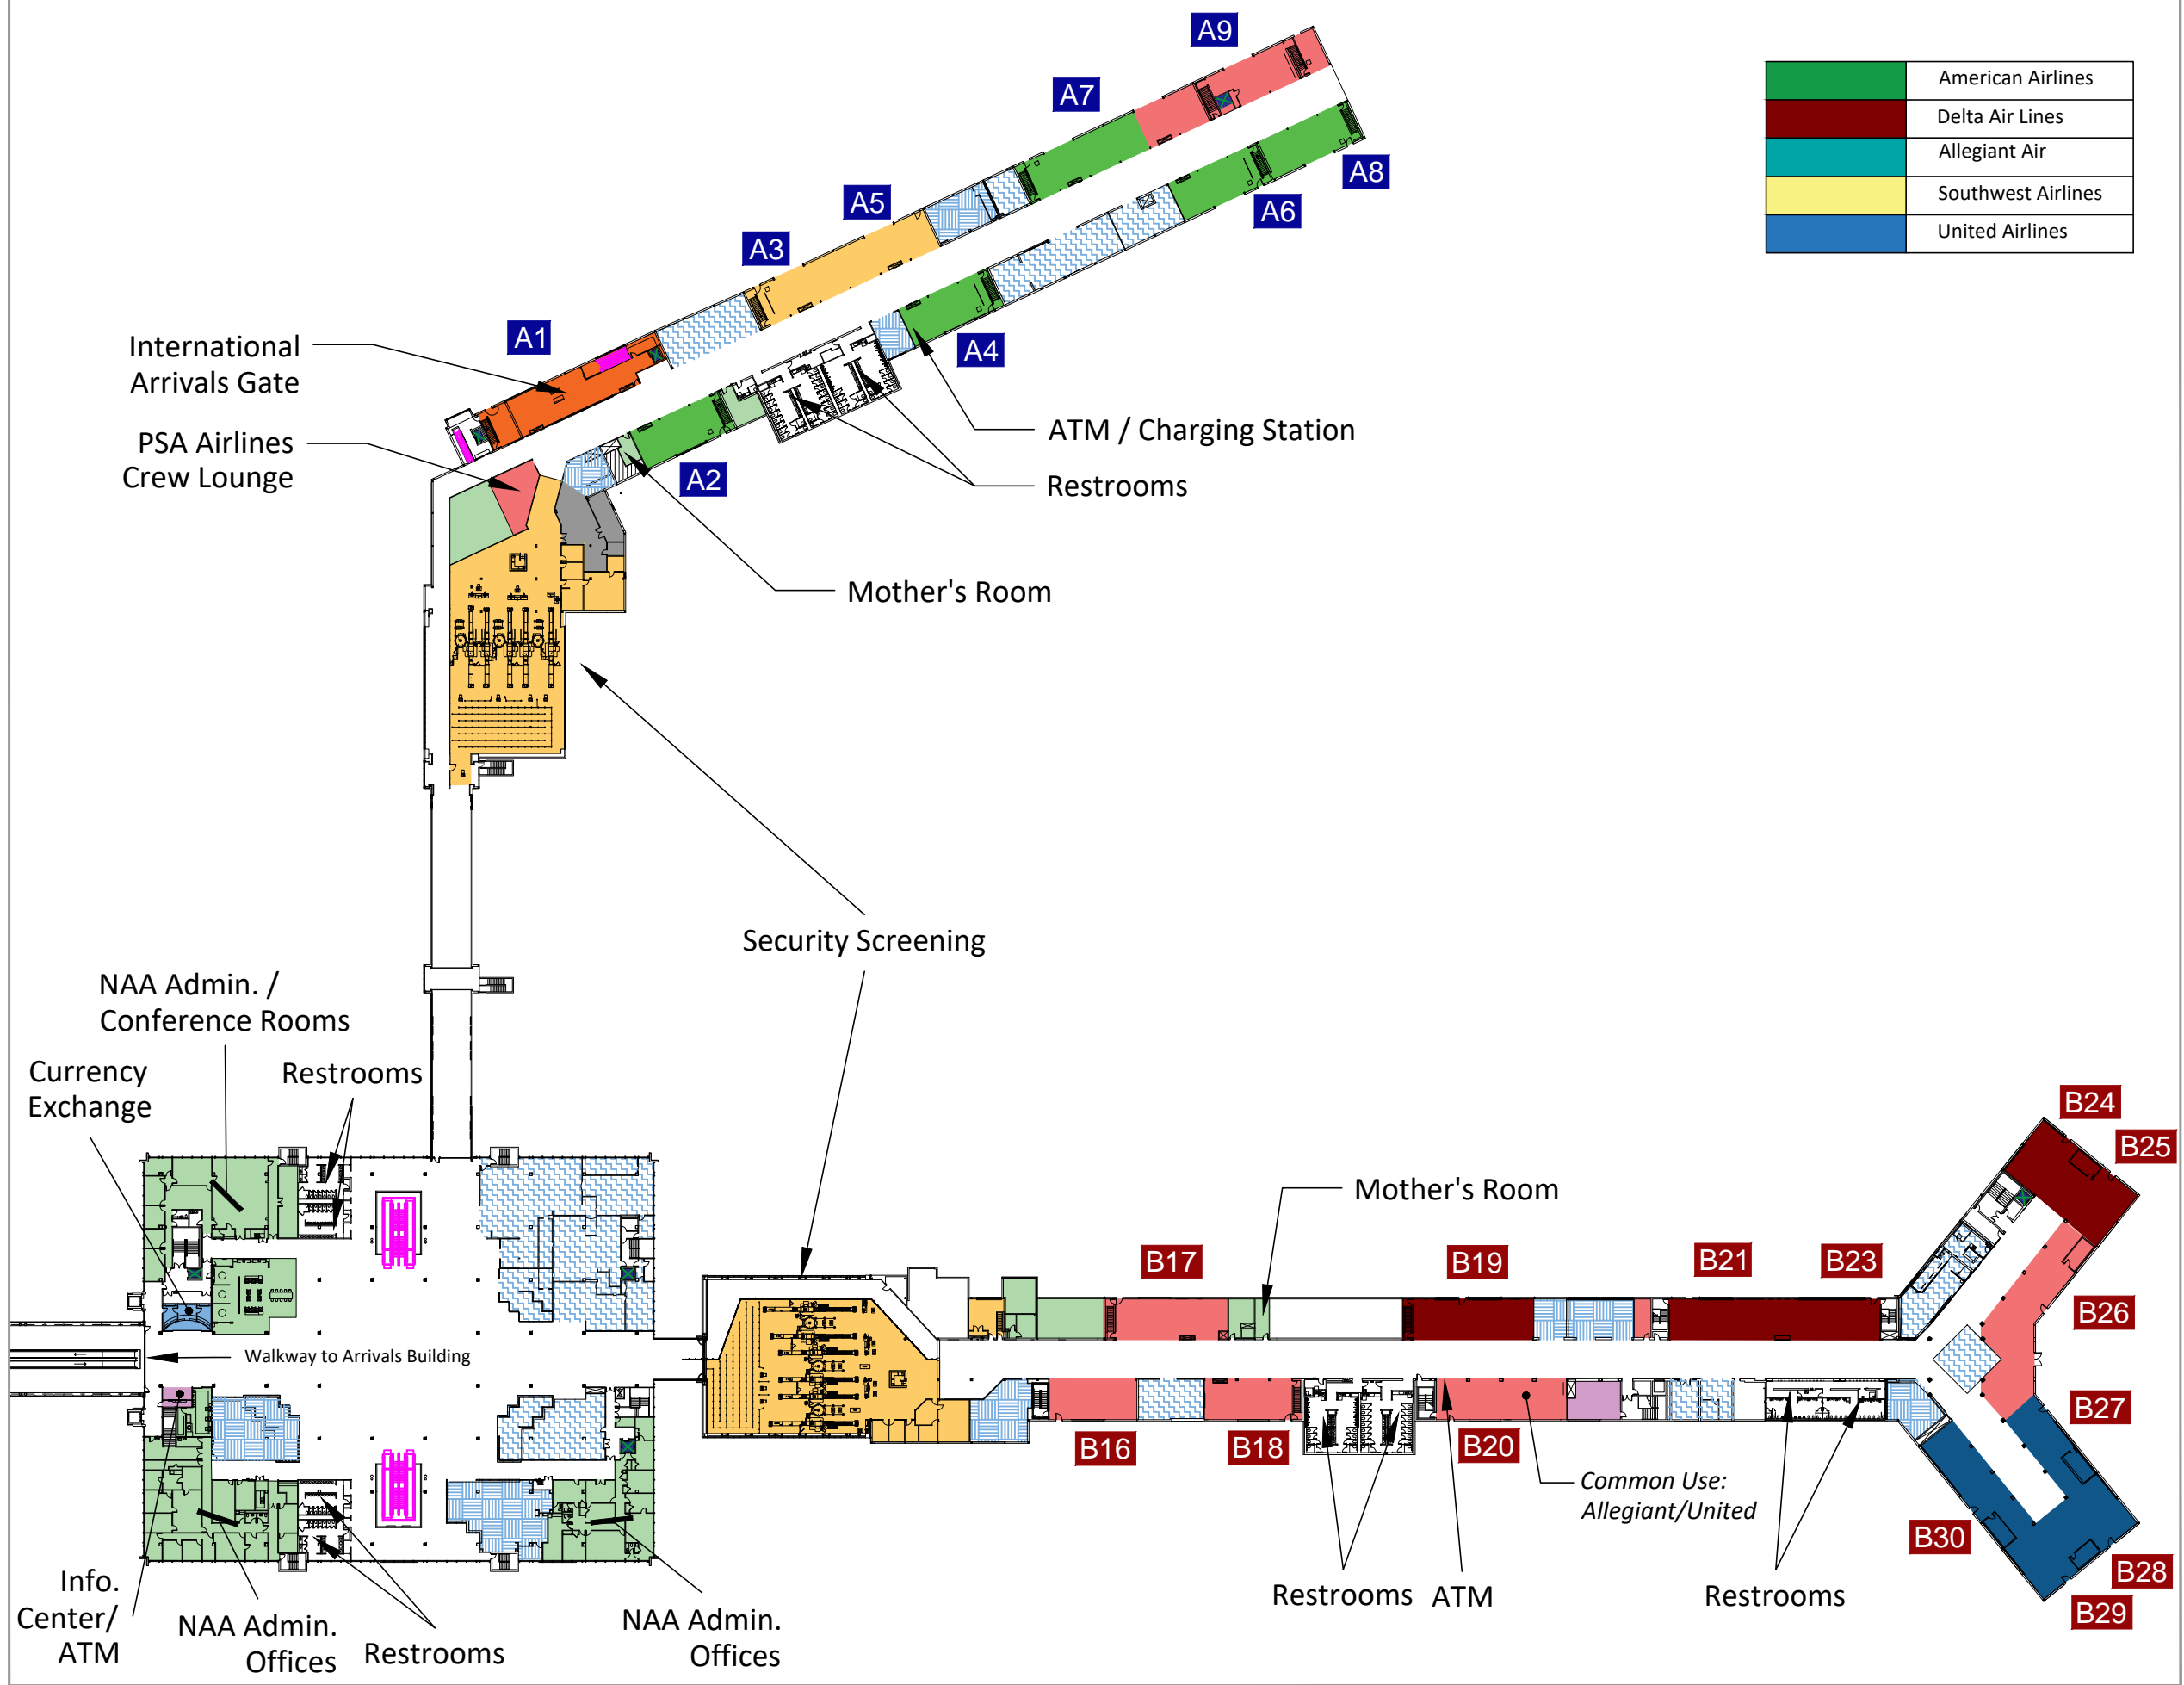 A9
A7
A5
A3
A1
A8
A6
A4
A2
American Airlines
Delta Air Lines
Allegiant Air
Southwest Airlines
United Airlines
International
Arrivals Gate
PSA Airlines
Crew Lounge
ATM / Charging Station
Restrooms
Mother's Room
Security Screening
NAA Admin. /
Conference Rooms
Currency
Exchange
Restrooms
Walkway to Arrivals Building
Mother's Room
B24
B25
B17
B19
B21
B23
B26
B27
B16
B18
B20
B30
B28
B29
Common Use:
Allegiant/United
Restrooms
ATM
Restrooms
Info.
Center/
ATM
NAA Admin.
Offices
Restrooms
NAA Admin.
Offices